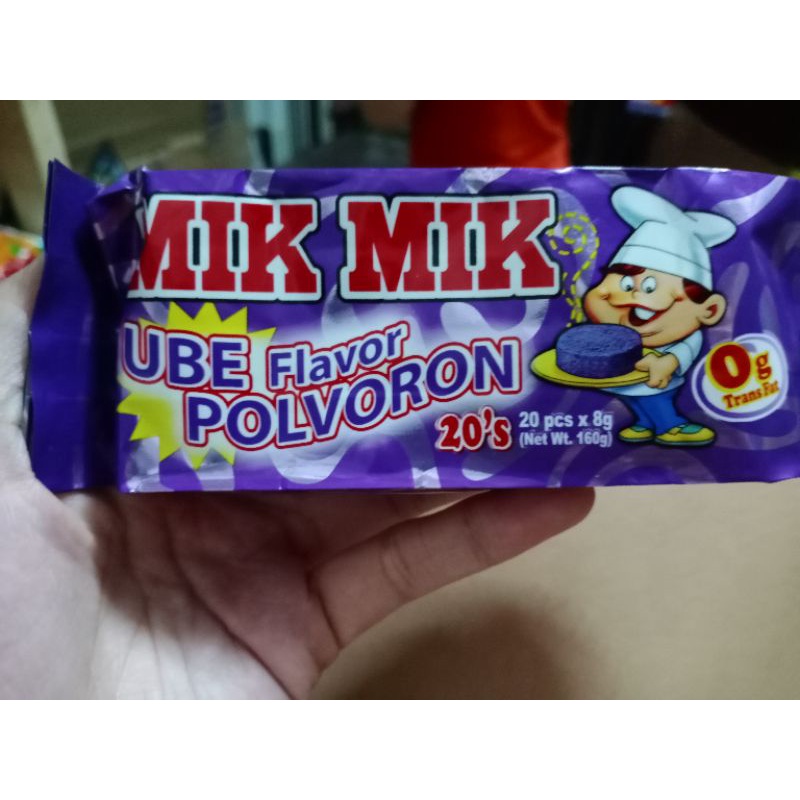 MIK MIK
UBE Flavor
POLVORON
20's
20 pcs x 8g
(Net Wt. 160g)
0g
Trans Fat